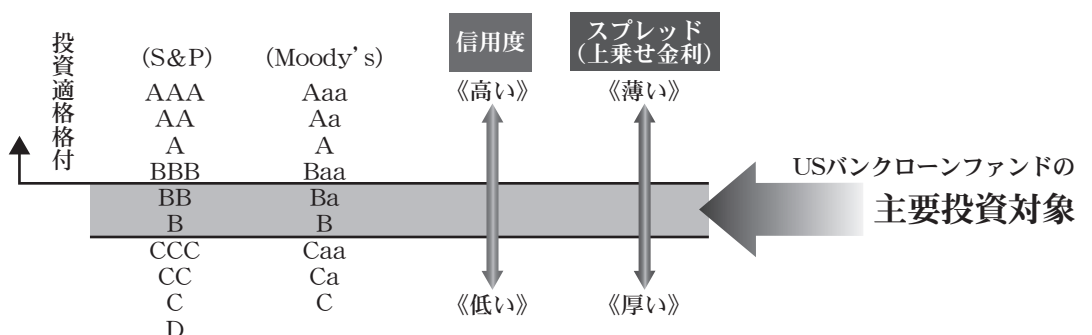 投資適格格付
(S&P)
(Moody's)
信用度
スプレッド
(上乗せ金利)
AAA Aaa 《高い》 《薄い》
AA Aa
A A
BBB Baa
BB Ba
B B
CCC Caa
CC Ca
C C 《低い》 《厚い》
D
USバンクローンファンドの
主要投資対象